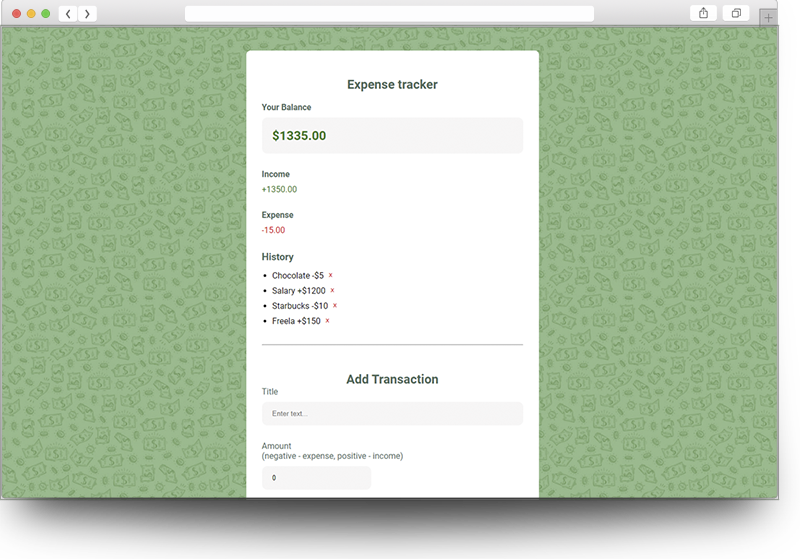 Expense tracker
Your Balance
$1335.00
Income
+1350.00
Expense
-15.00
History
Chocolate -$5 x
Salary +$1200 x
Starbucks -$10 x
Freela +$150 x
Add Transaction
Title
Enter text...
Amount
(negative - expense, positive - income)
0